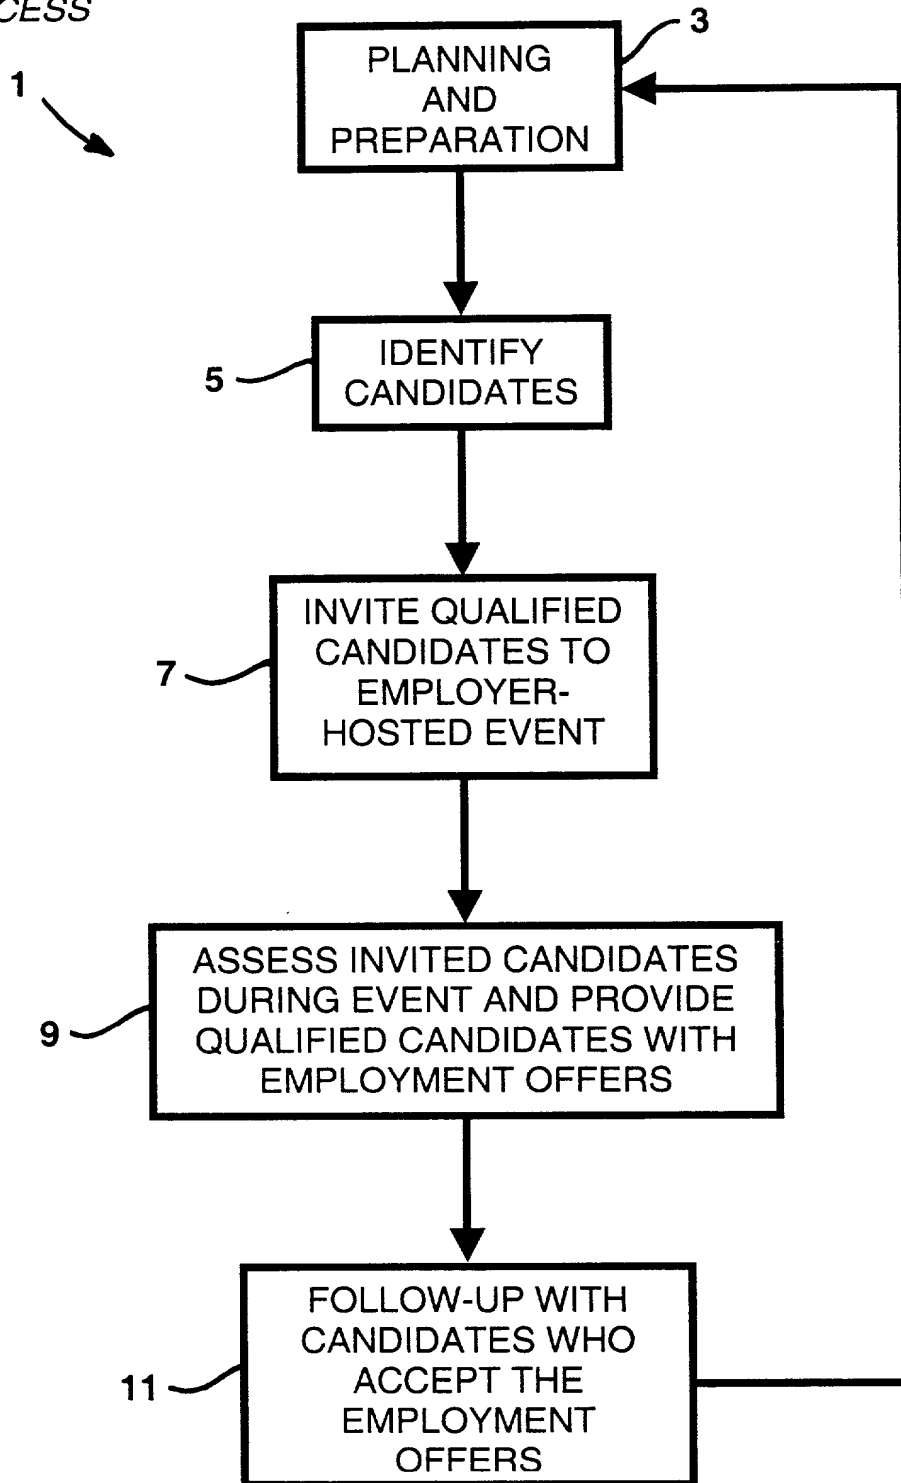 1
3
PLANNING
AND
PREPARATION
5
IDENTIFY
CANDIDATES
7
INVITE QUALIFIED
CANDIDATES TO
EMPLOYER-
HOSTED EVENT
9
ASSESS INVITED CANDIDATES
DURING EVENT AND PROVIDE
QUALIFIED CANDIDATES WITH
EMPLOYMENT OFFERS
11
FOLLOW-UP WITH
CANDIDATES WHO
ACCEPT THE
EMPLOYMENT
OFFERS